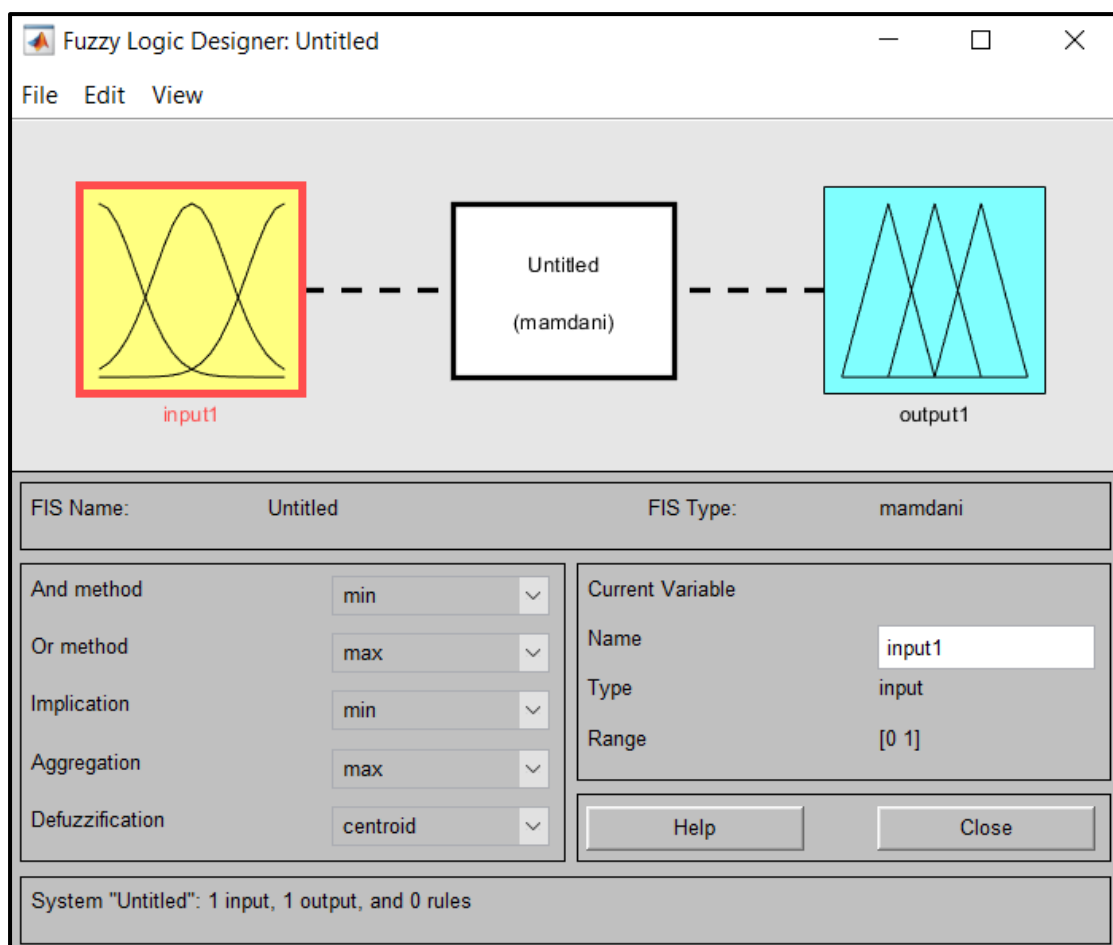 Fuzzy Logic Designer: Untitled
File Edit View
Untitled
(mamdani)
input1
output1
FIS Name: Untitled FIS Type: mamdani
And method min
Or method max
Implication min
Aggregation max
Defuzzification centroid
Current Variable
Name input1
Type input
Range [0 1]
Help Close
System "Untitled": 1 input, 1 output, and 0 rules